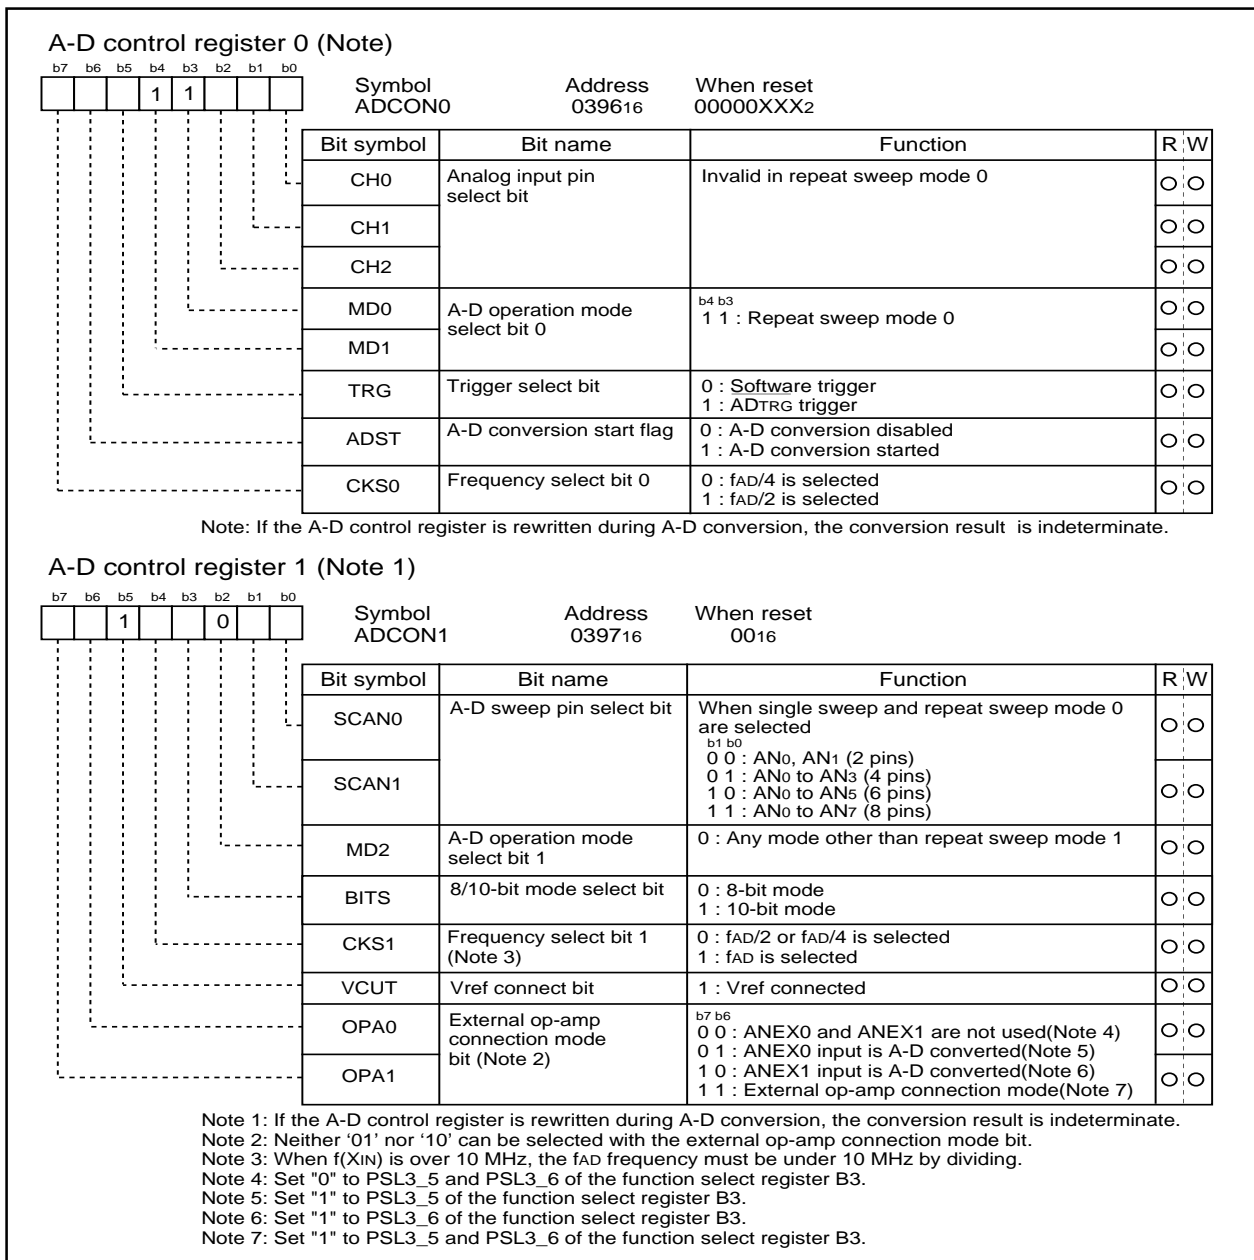 A-D control register 0 (Note)
b7 b6 b5 b4 b3 b2 b1 b0
1 1
Symbol Address When reset
ADCON0 039616 00000XXX2
Bit symbol Bit name Function R W
CH0 Analog input pin Invalid in repeat sweep mode 0
select bit
CH1
CH2
MD0 A-D operation mode b4 b3
select bit 0 1 1 : Repeat sweep mode 0
MD1
TRG Trigger select bit 0 : Software trigger
1 : ADTRG trigger
ADST A-D conversion start flag 0 : A-D conversion disabled
1 : A-D conversion started
CKS0 Frequency select bit 0 0 : fAD/4 is selected
1 : fAD/2 is selected
Note: If the A-D control register is rewritten during A-D conversion, the conversion result is indeterminate.
A-D control register 1 (Note 1)
b7 b6 b5 b4 b3 b2 b1 b0
1 0
Symbol Address When reset
ADCON1 039716 0016
Bit symbol Bit name Function R W
SCAN0 A-D sweep pin select bit When single sweep and repeat sweep mode 0
are selected
b1 b0
0 0 : AN0, AN1 (2 pins)
SCAN1 0 1 : AN0 to AN3 (4 pins)
1 0 : AN0 to AN5 (6 pins)
1 1 : AN0 to AN7 (8 pins)
MD2 A-D operation mode 0 : Any mode other than repeat sweep mode 1
select bit 1
BITS 8/10-bit mode select bit 0 : 8-bit mode
1 : 10-bit mode
CKS1 Frequency select bit 1 0 : fAD/2 or fAD/4 is selected
(Note 3) 1 : fAD is selected
VCUT Vref connect bit 1 : Vref connected
OPA0 External op-amp b7 b6
connection mode 0 0 : ANEX0 and ANEX1 are not used(Note 4)
bit (Note 2) 0 1 : ANEX0 input is A-D converted(Note 5)
OPA1 1 0 : ANEX1 input is A-D converted(Note 6)
1 1 : External op-amp connection mode(Note 7)
Note 1: If the A-D control register is rewritten during A-D conversion, the conversion result is indeterminate.
Note 2: Neither ‘01’ nor ‘10’ can be selected with the external op-amp connection mode bit.
Note 3: When f(XIN) is over 10 MHz, the fAD frequency must be under 10 MHz by dividing.
Note 4: Set "0" to PSL3_5 and PSL3_6 of the function select register B3.
Note 5: Set "1" to PSL3_5 of the function select register B3.
Note 6: Set "1" to PSL3_6 of the function select register B3.
Note 7: Set "1" to PSL3_5 and PSL3_6 of the function select register B3.